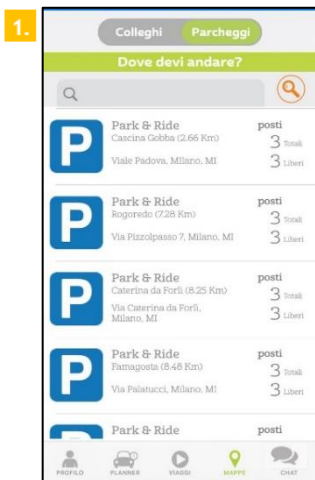 1.
Colleghi Parcheggi
Dove devi andare?
P
Park & Ride posti
Cascina Gobba (2.66 Km) 3 Totali
Viale Padova, MIlano, MI 3 Liberi
P
Park & Ride posti
Rogoredo (7.28 Km) 3 Totali
Via Pizzolpasso 7, Milano, MI 3 Liberi
P
Park & Ride posti
Caterina da Forlì (8.25 Km) 3 Totali
Via Caterina da Forlì, 3 Liberi
Milano, MI
P
Park & Ride posti
Famagosta (8.48 Km) 3 Totali
Via Palatucci, Milano, MI 3 Liberi
Park & Ride posti
PROFILO PLANNER VIAGGI MAPPE CHAT